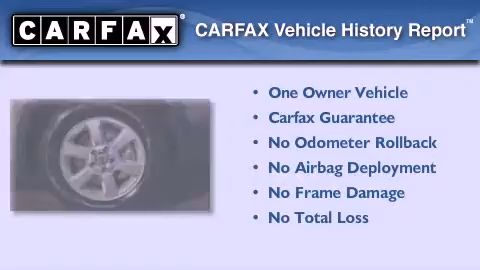 CARFAX® CARFAX Vehicle History Report™
• One Owner Vehicle
• Carfax Guarantee
• No Odometer Rollback
• No Airbag Deployment
• No Frame Damage
• No Total Loss